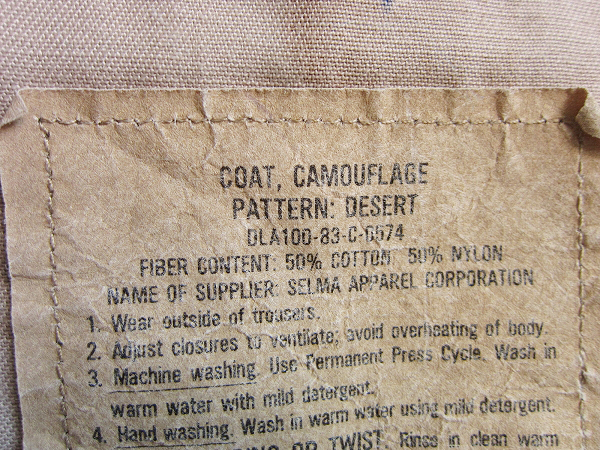 COAT, CAMOUFLAGE
PATTERN: DESERT
DLA100-83-C-0574
FIBER CONTENT: 50% COTTON 50% NYLON
NAME OF SUPPLIER: SELMA APPAREL CORPORATION
1. Wear outside of trousers.
2. Adjust closures to ventilate; avoid overheating of body.
3. Machine washing. Use Permanent Press Cycle. Wash in
warm water with mild detergent.
4. Hand washing. Wash in warm water using mild detergent.
OR TWIST. Rinse in clean warm